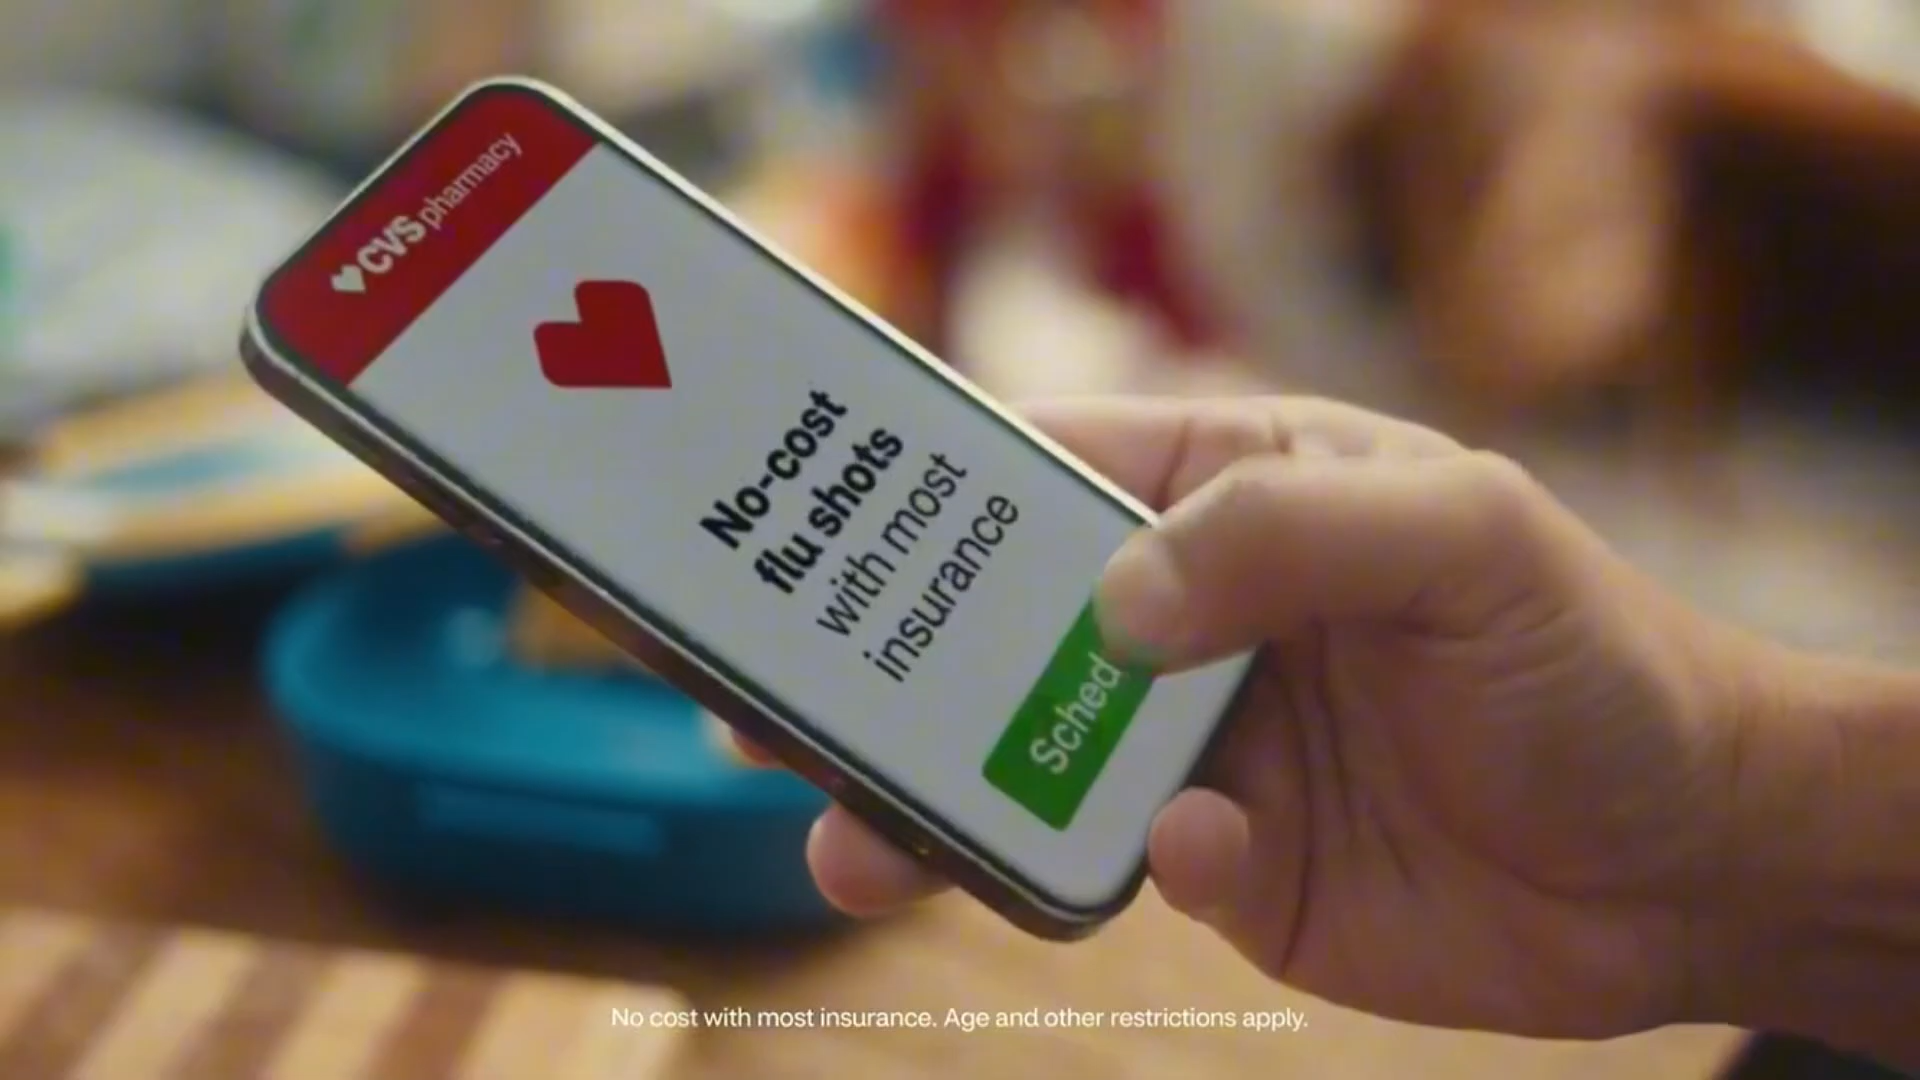 CVS pharmacy
No-cost
flu shots
with most
insurance
Sched
No cost with most insurance. Age and other restrictions apply.